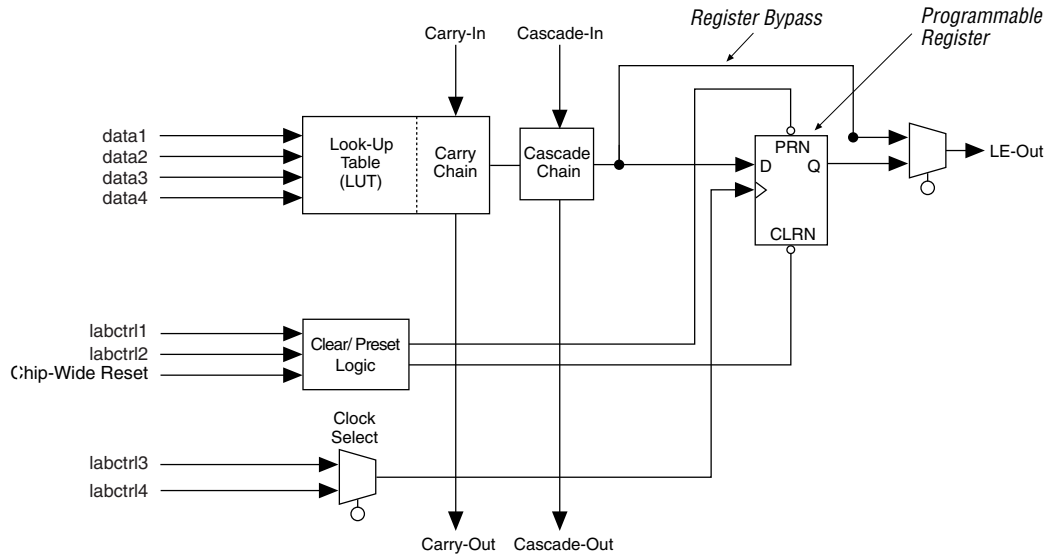 Register Bypass
Programmable
Register
Carry-In
Cascade-In
data1
data2
data3
data4
Look-Up
Table
(LUT)
Carry
Chain
Cascade
Chain
PRN
D
Q
CLRN
LE-Out
labctrl1
labctrl2
Chip-Wide Reset
Clear/ Preset
Logic
Clock
Select
labctrl3
labctrl4
Carry-Out
Cascade-Out